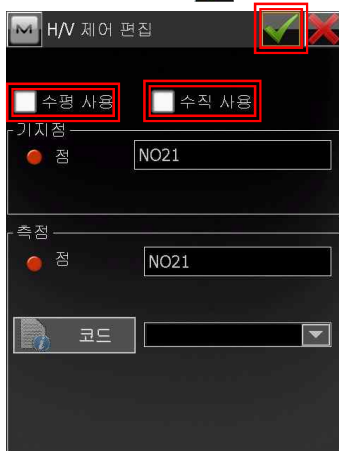 H/V 제어 편집
수평 사용 수직 사용
기지점
점 NO21
측점
점 NO21
코드